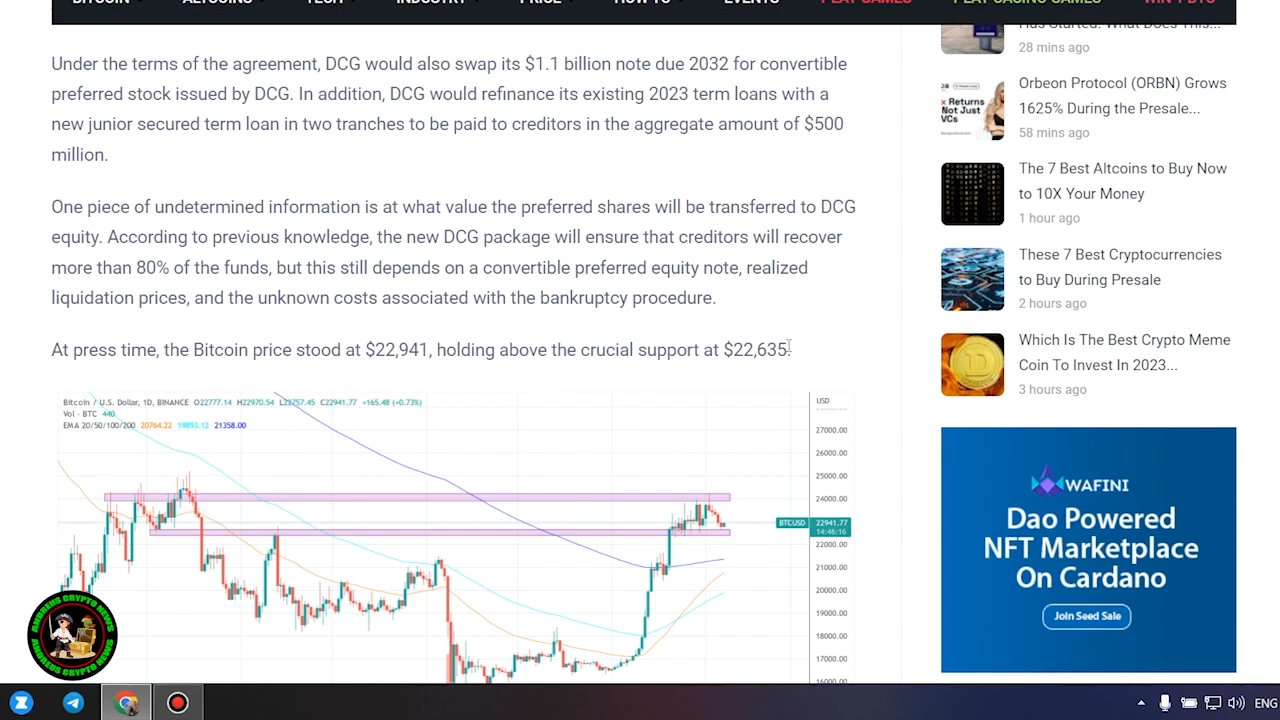 BITCOIN ALTCOINS TECH INDUSTRY PRICE HOW TO EVENTS PLAY GAMES PLAY CASINO GAMES WIN 1 BTC
Under the terms of the agreement, DCG would also swap its $1.1 billion note due 2032 for convertible
preferred stock issued by DCG. In addition, DCG would refinance its existing 2023 term loans with a
new junior secured term loan in two tranches to be paid to creditors in the aggregate amount of $500
million.
One piece of undetermined information is at what value the preferred shares will be transferred to DCG
equity. According to previous knowledge, the new DCG package will ensure that creditors will recover
more than 80% of the funds, but this still depends on a convertible preferred equity note, realized
liquidation prices, and the unknown costs associated with the bankruptcy procedure.
At press time, the Bitcoin price stood at $22,941, holding above the crucial support at $22,635.
Bitcoin / U.S. Dollar, 1D, BINANCE O22777.14 H22970.54 L22757.45 C22941.77 +165.48 (+0.73%)
Vol · BTC 440
EMA 20/50/100/200 20764.22 19893.12 21358.00
USD
27000.00
26000.00
25000.00
24000.00
BTCUSD 22941.77
14:46:16
22000.00
21000.00
20000.00
19000.00
18000.00
17000.00
16000.00
Has Started: What Does This...
28 mins ago
Orbeon Protocol (ORBN) Grows
1625% During the Presale...
58 mins ago
x Returns
Not Just
VCs
The 7 Best Altcoins to Buy Now
to 10X Your Money
1 hour ago
These 7 Best Cryptocurrencies
to Buy During Presale
2 hours ago
Which Is The Best Crypto Meme
Coin To Invest In 2023...
3 hours ago
WAFINI
Dao Powered
NFT Marketplace
On Cardano
Join Seed Sale
ANDREUS CRYPTO NEWS
ANDREUS CRYPTO NEWS
ENG